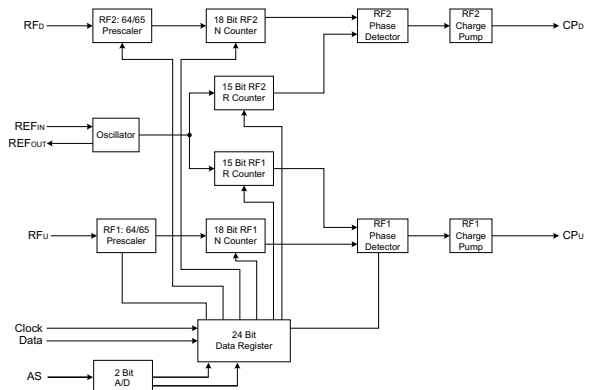 RFD
RF2: 64/65
Prescaler
18 Bit RF2
N Counter
RF2
Phase
Detector
RF2
Charge
Pump
CPD
15 Bit RF2
R Counter
REFIN
REFOUT
Oscillator
15 Bit RF1
R Counter
RFU
RF1: 64/65
Prescaler
18 Bit RF1
N Counter
RF1
Phase
Detector
RF1
Charge
Pump
CPU
Clock
Data
24 Bit
Data Register
AS
2 Bit
A/D